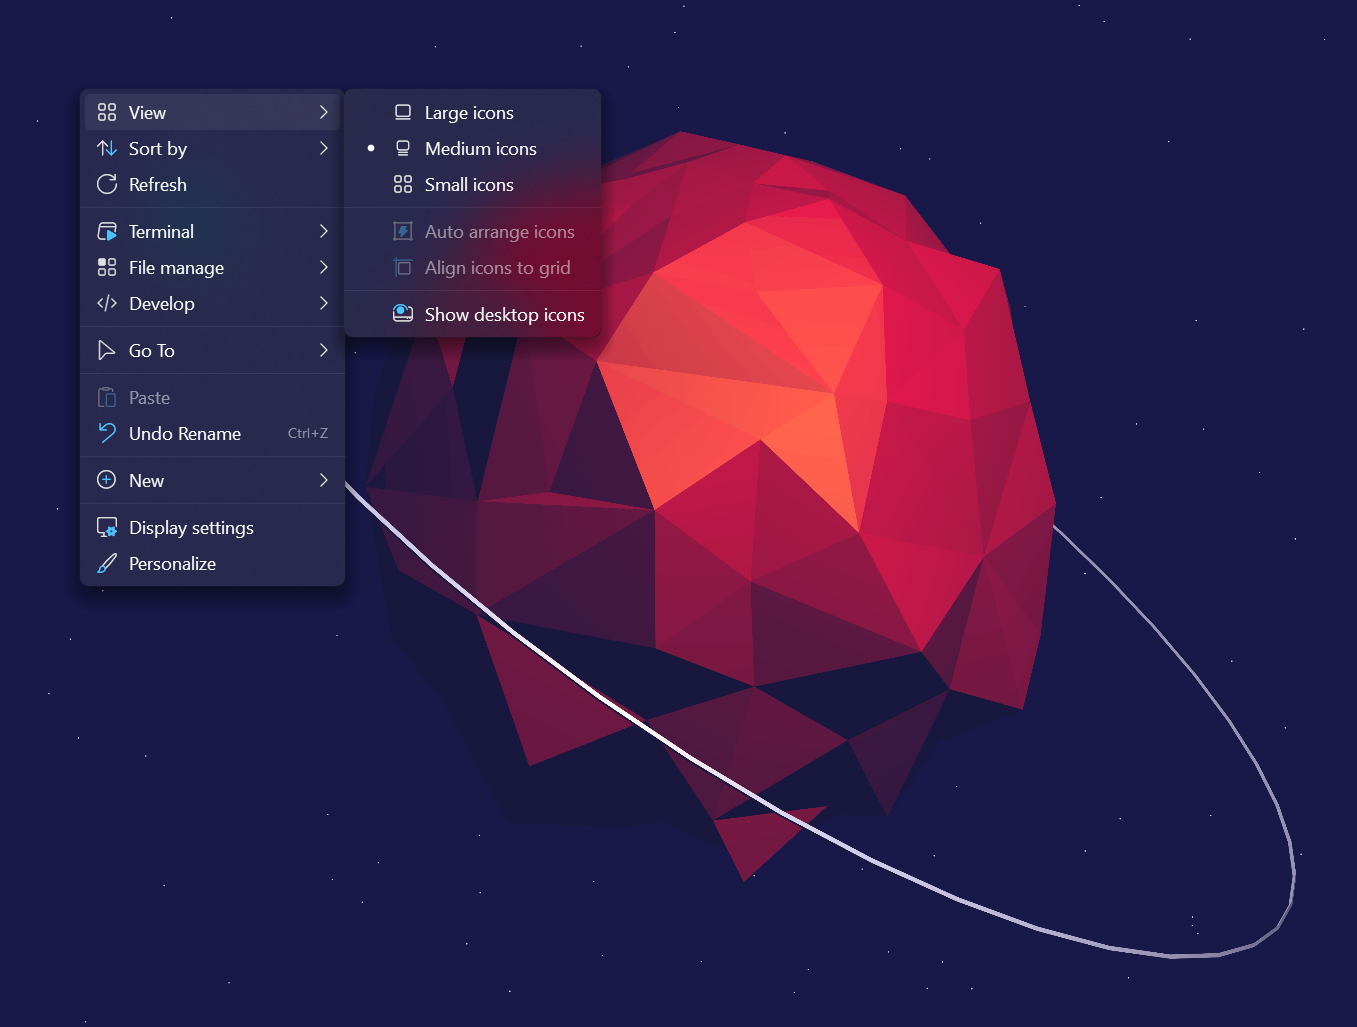 View
Sort by
Refresh
Terminal
File manage
Develop
Go To
Paste
Undo Rename Ctrl+Z
New
Display settings
Personalize
Large icons
Medium icons
Small icons
Auto arrange icons
Align icons to grid
Show desktop icons